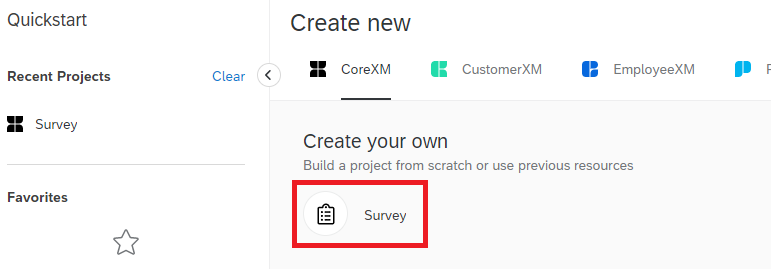 Quickstart
Recent Projects Clear
Survey
Favorites
Create new
CoreXM CustomerXM EmployeeXM
Create your own
Build a project from scratch or use previous resources
Survey